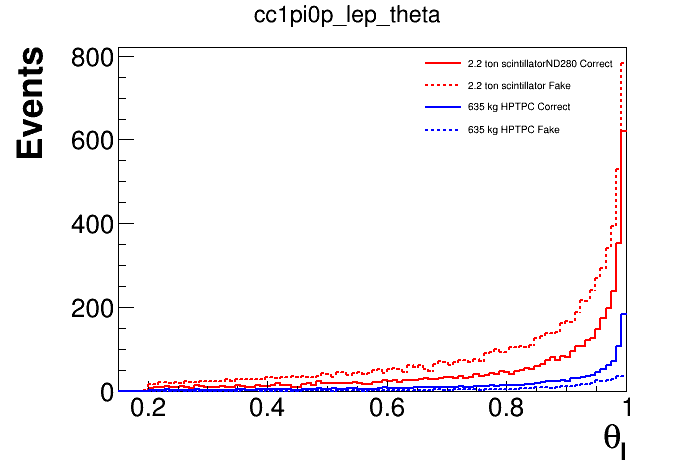 cc1pi0p_lep_theta
Events
800
600
400
200
0
2.2 ton scintillatorND280 Correct
2.2 ton scintillator Fake
635 kg HPTPC Correct
635 kg HPTPC Fake
0.2 0.4 0.6 0.8 1
θl